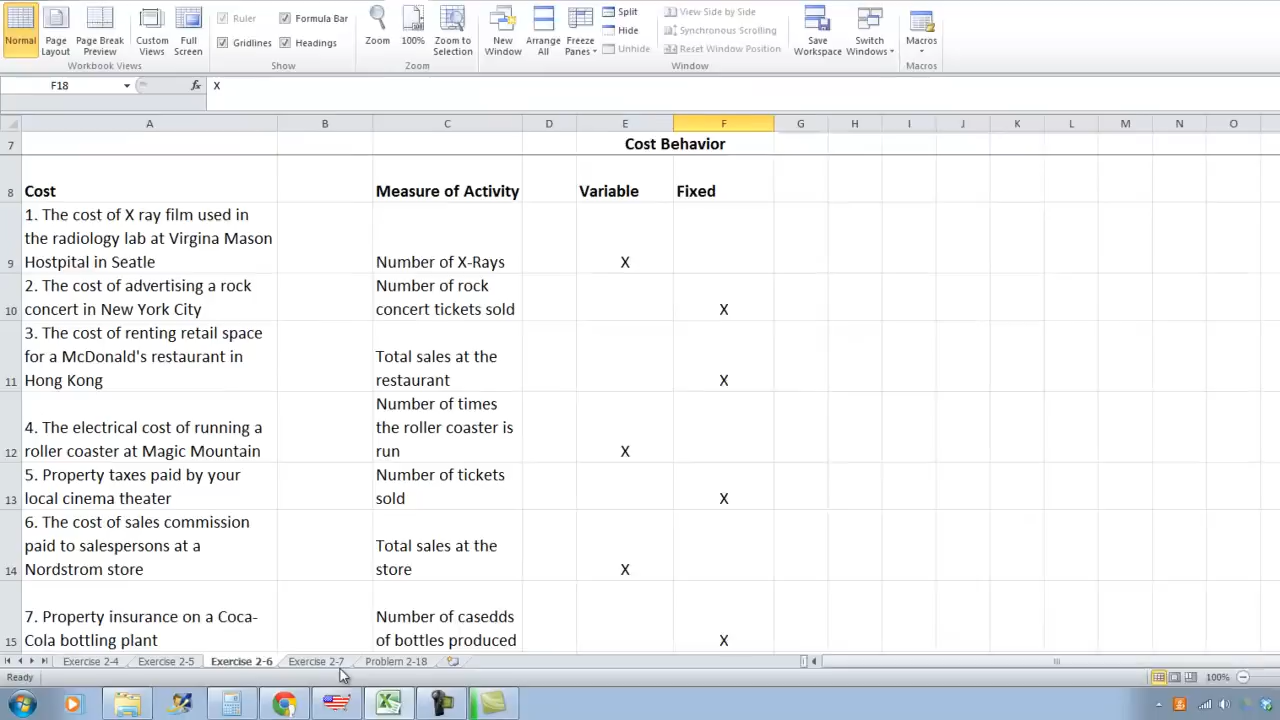 Normal
Page Layout
Page Break Preview
Custom Views
Full Screen
Workbook Views
Ruler
Formula Bar
Gridlines
Headings
Show
Zoom
100%
Zoom to Selection
Zoom
New Window
Arrange All
Freeze Panes
Split
Hide
Unhide
View Side by Side
Synchronous Scrolling
Reset Window Position
Window
Save Workspace
Switch Windows
Macros
Macros
F18
fx
X
A B C D E F G H I J K L M N O
7 Cost Behavior
8 Cost Measure of Activity Variable Fixed
1. The cost of X ray film used in
the radiology lab at Virgina Mason
9 Hostpital in Seatle Number of X-Rays X
2. The cost of advertising a rock Number of rock
10 concert in New York City concert tickets sold X
3. The cost of renting retail space
for a McDonald's restaurant in Total sales at the
11 Hong Kong restaurant X
Number of times
4. The electrical cost of running a the roller coaster is
12 roller coaster at Magic Mountain run X
5. Property taxes paid by your Number of tickets
13 local cinema theater sold X
6. The cost of sales commission
paid to salespersons at a Total sales at the
14 Nordstrom store store X
7. Property insurance on a Coca- Number of casedds
15 Cola bottling plant of bottles produced X
Exercise 2-4 Exercise 2-5 Exercise 2-6 Exercise 2-7 Problem 2-18
Ready 100%